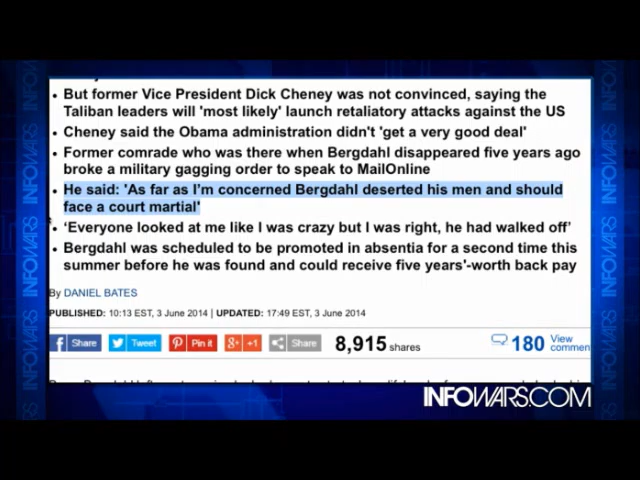 • But former Vice President Dick Cheney was not convinced, saying the
Taliban leaders will 'most likely' launch retaliatory attacks against the US
• Cheney said the Obama administration didn't 'get a very good deal'
• Former comrade who was there when Bergdahl disappeared five years ago
broke a military gagging order to speak to MailOnline
• He said: 'As far as I'm concerned Bergdahl deserted his men and should
face a court martial'
• ‘Everyone looked at me like I was crazy but I was right, he had walked off’
• Bergdahl was scheduled to be promoted in absentia for a second time this
summer before he was found and could receive five years'-worth back pay
By DANIEL BATES
PUBLISHED: 10:13 EST, 3 June 2014 | UPDATED: 17:49 EST, 3 June 2014
f Share Tweet Pin it g+ +1 Share 8,915 shares 180 View
commen
INFOWARS.COM
INFOWARS
INFOWARS
INFOWARS
INFOWARS